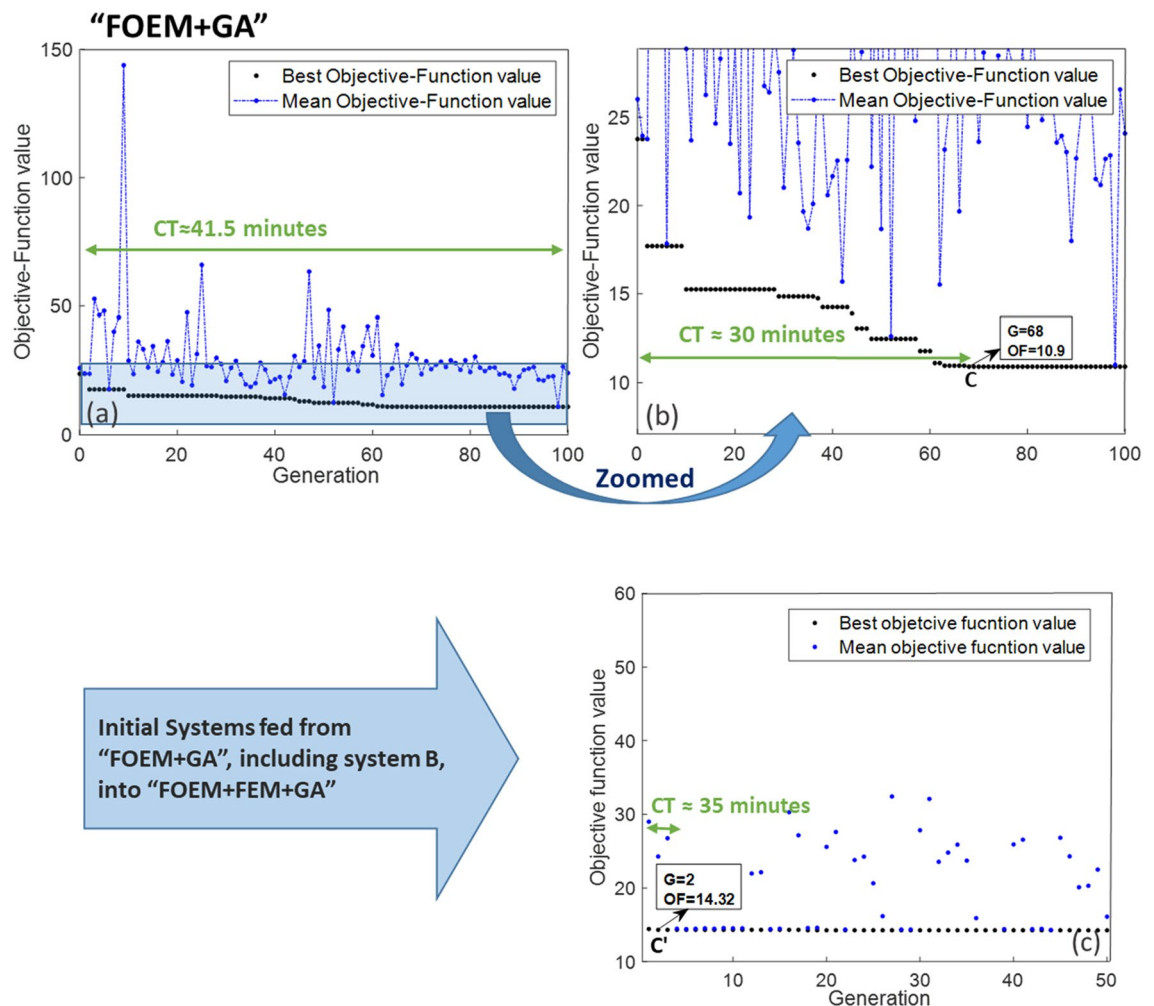 “FOEM+GA”
150
100
50
0
Objective-Function value
Best Objective-Function value
Mean Objective-Function value
CT≈41.5 minutes
(a)
0
20
40
60
80
100
Generation
25
20
15
10
Objective-Function value
Best Objective-Function value
Mean Objective-Function value
CT ≈ 30 minutes
G=68
OF=10.9
C
(b)
0
20
40
60
80
100
Zoomed
Initial Systems fed from
“FOEM+GA”, including system B,
into “FOEM+FEM+GA”
60
50
40
30
20
10
Objective function value
Best objetcive fucntion value
Mean objective fucntion value
CT ≈ 35 minutes
G=2
OF=14.32
C'
(c)
10
20
30
40
50
Generation